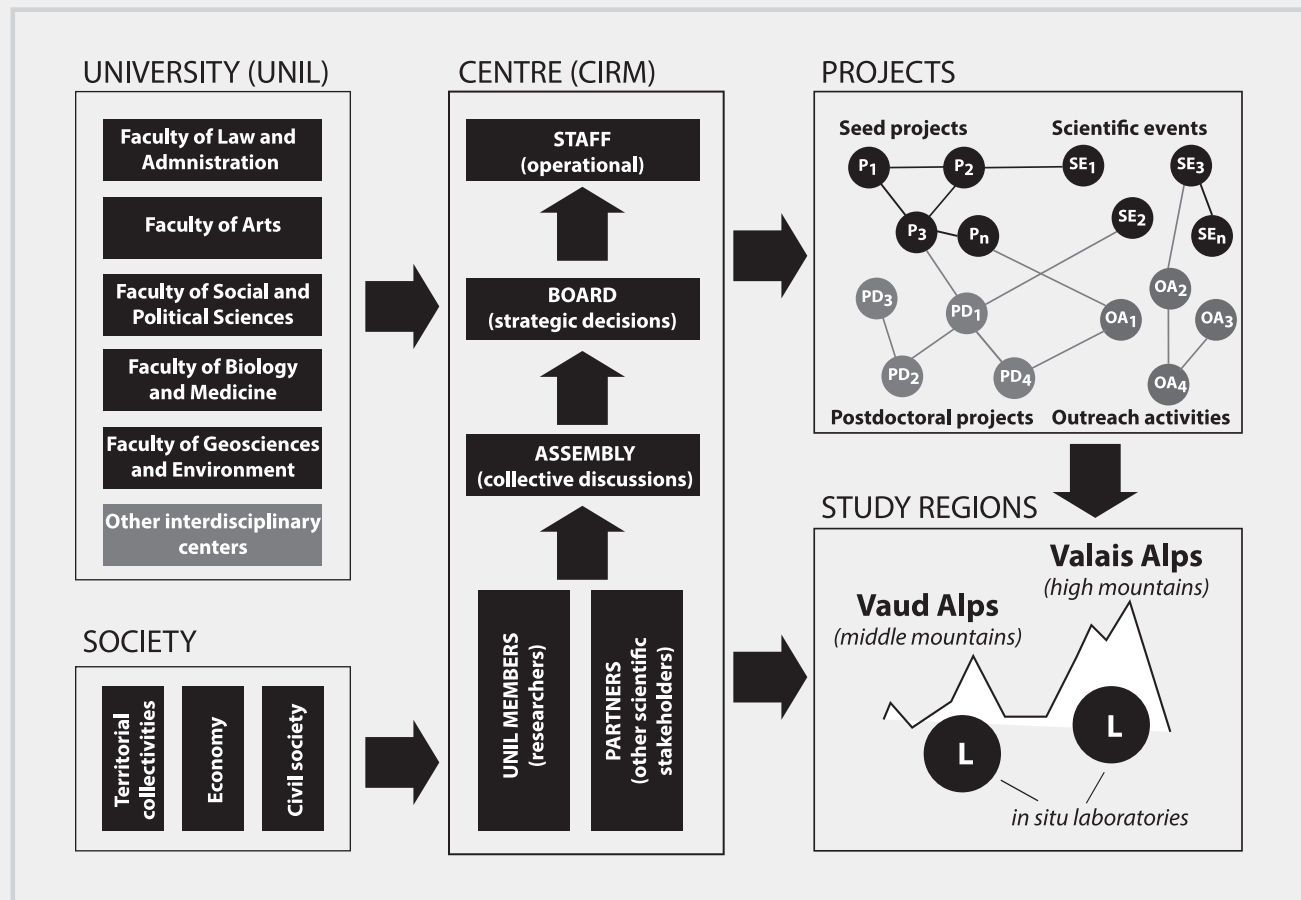 UNIVERSITY (UNIL)
Faculty of Law and
Admnistration
Faculty of Arts
Faculty of Social and
Political Sciences
Faculty of Biology
and Medicine
Faculty of Geosciences
and Environment
Other interdisciplinary
centers
SOCIETY
Territorial
collectivities
Economy
Civil society
CENTRE (CIRM)
STAFF
(operational)
BOARD
(strategic decisions)
ASSEMBLY
(collective discussions)
UNIL MEMBERS
(researchers)
PARTNERS
(other scientific
stakeholders)
PROJECTS
Seed projects
Scientific events
P1
P2
SE1
SE3
P3
Pn
SE2
SEn
PD3
PD1
OA2
OA1
OA3
PD2
PD4
OA4
Postdoctoral projects
Outreach activities
STUDY REGIONS
Valais Alps
(high mountains)
Vaud Alps
(middle mountains)
L
L
in situ laboratories